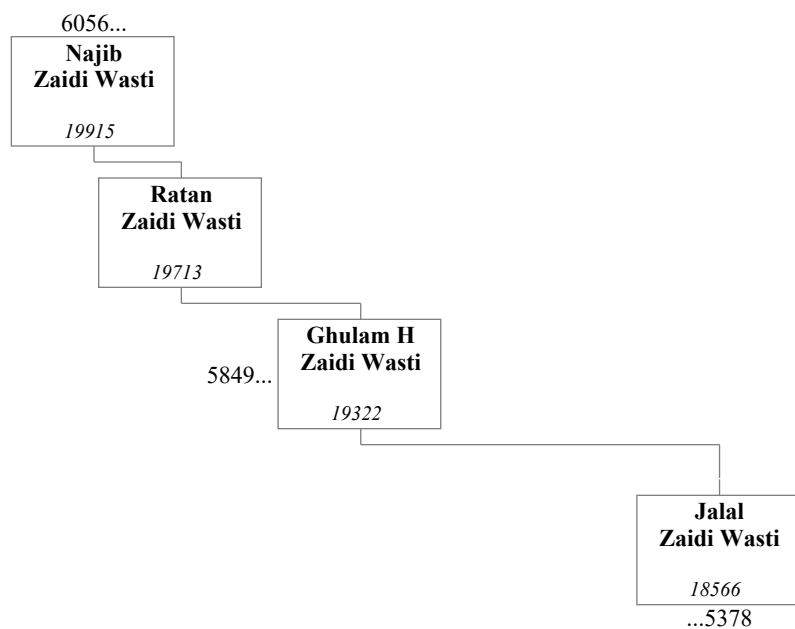 6056...
Najib
Zaidi Wasti
19915
Ratan
Zaidi Wasti
19713
Ghulam H
Zaidi Wasti
5849...
19322
Jalal
Zaidi Wasti
18566
...5378